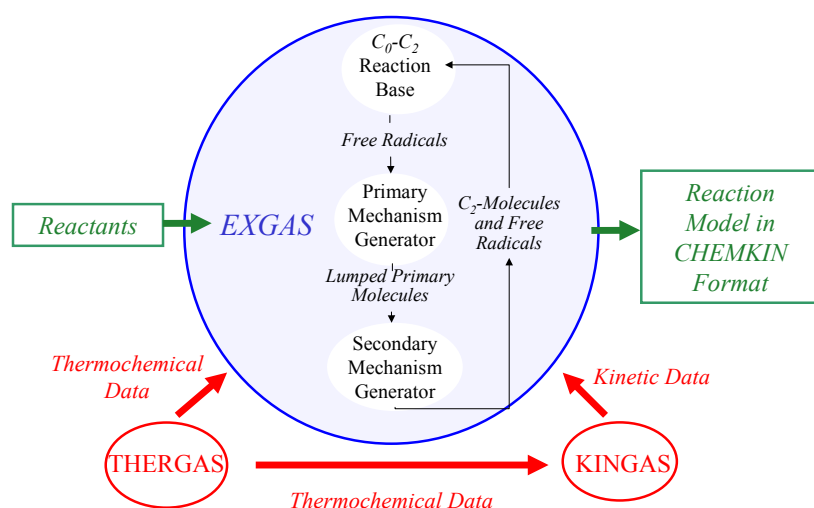 C0-C2
Reaction
Base
Free Radicals
Reactants
EXGAS
Primary
Mechanism
Generator
C2-Molecules
and Free
Radicals
Reaction
Model in
CHEMKIN
Format
Lumped Primary
Molecules
Secondary
Mechanism
Generator
Thermochemical
Data
Kinetic Data
THERGAS
KINGAS
Thermochemical Data